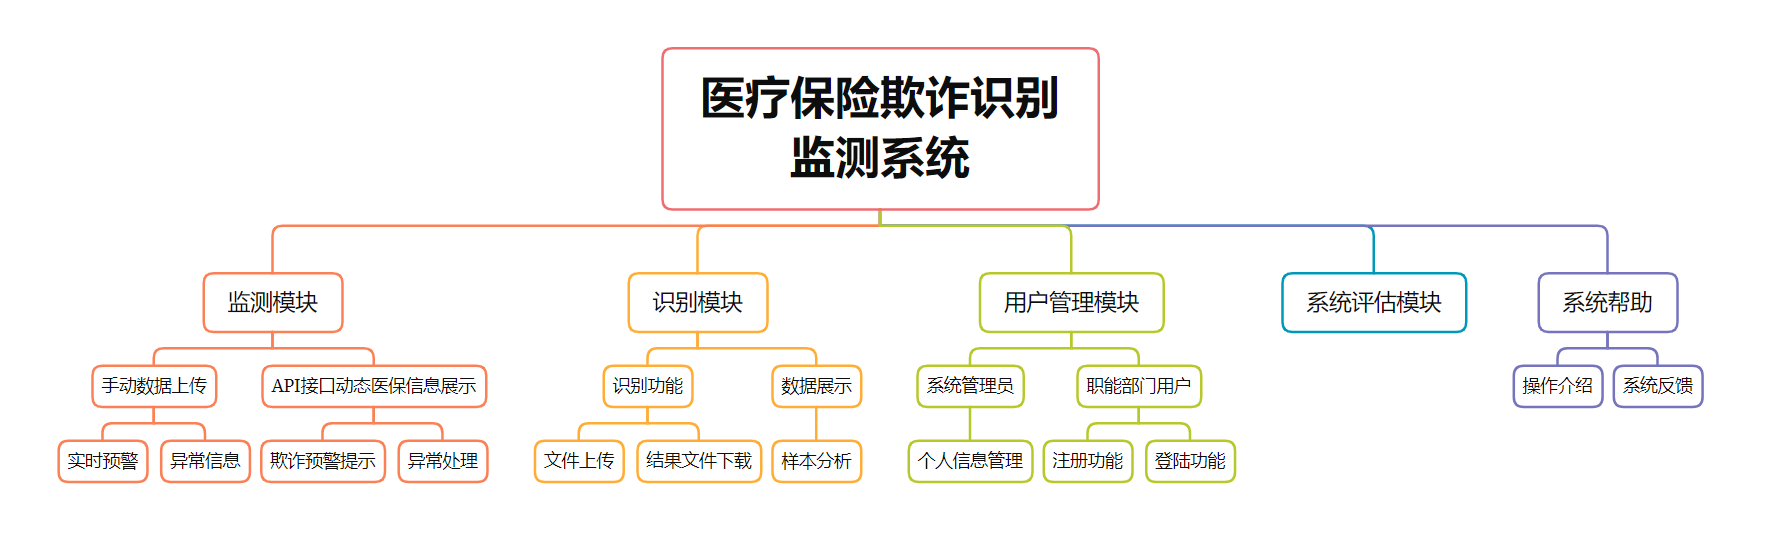 医疗保险欺诈识别
监测系统
监测模块
识别模块
用户管理模块
系统评估模块
系统帮助
手动数据上传
API接口动态医保信息展示
识别功能
数据展示
系统管理员
职能部门用户
操作介绍
系统反馈
实时预警
异常信息
欺诈预警提示
异常处理
文件上传
结果文件下载
样本分析
个人信息管理
注册功能
登陆功能